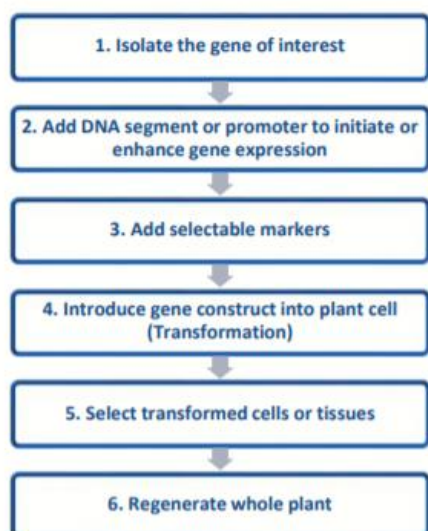 1. Isolate the gene of interest
2. Add DNA segment or promoter to initiate or
enhance gene expression
3. Add selectable markers
4. Introduce gene construct into plant cell
(Transformation)
5. Select transformed cells or tissues
6. Regenerate whole plant